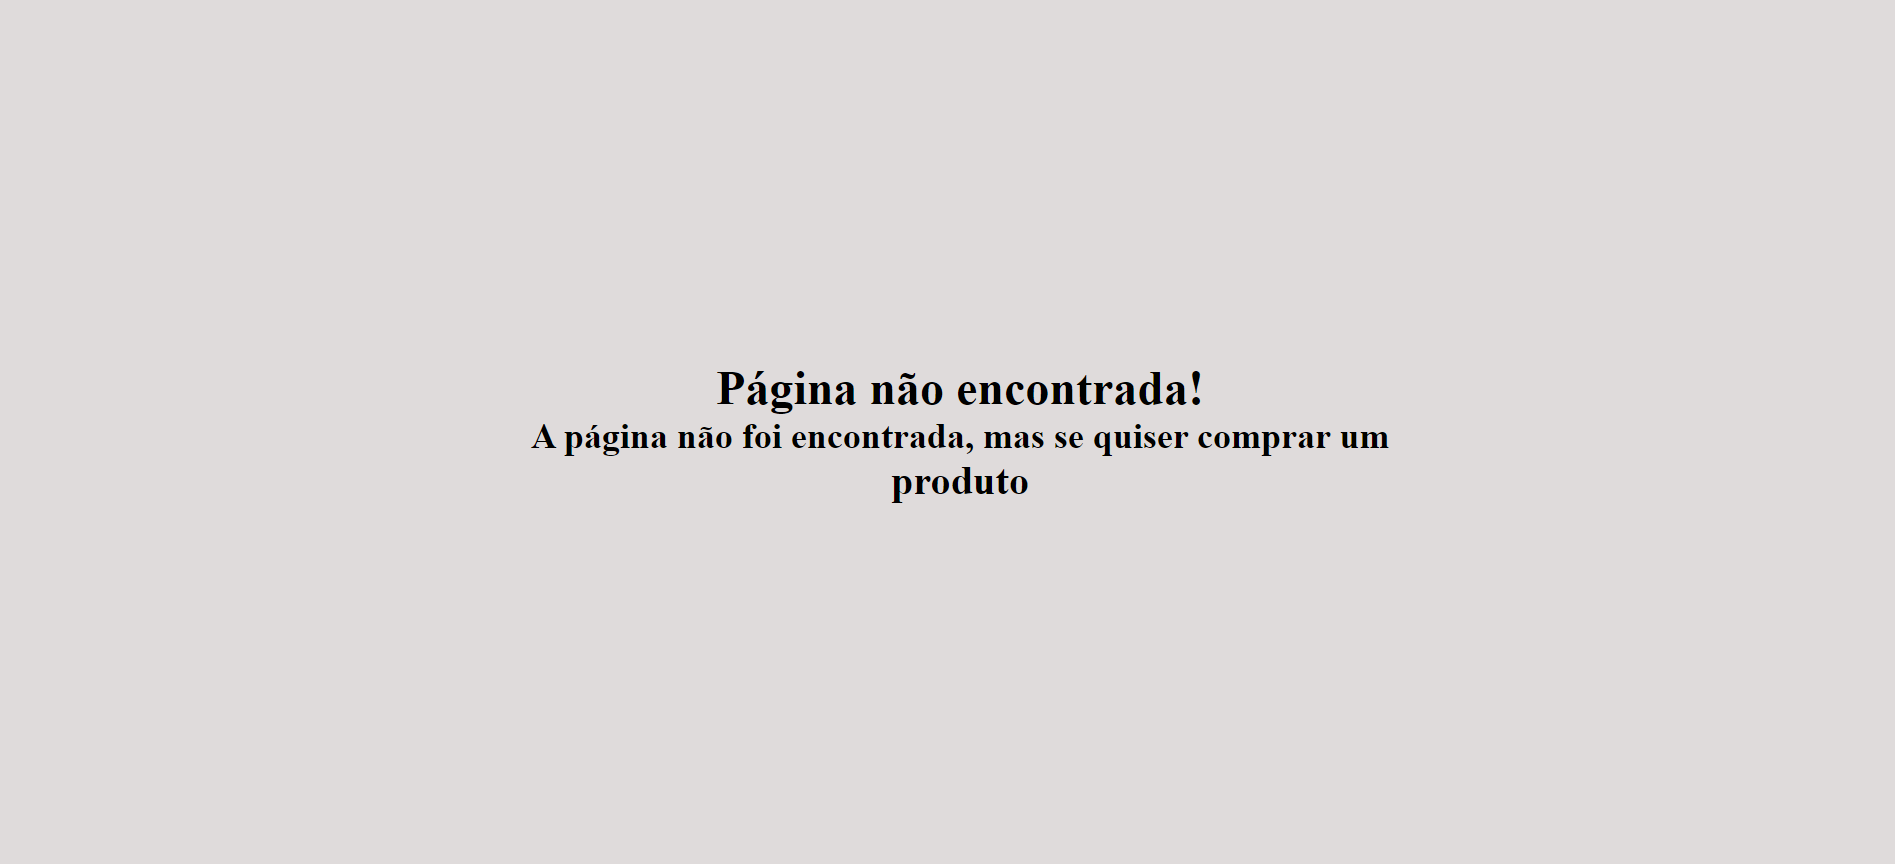 Página não encontrada!
A página não foi encontrada, mas se quiser comprar um
produto